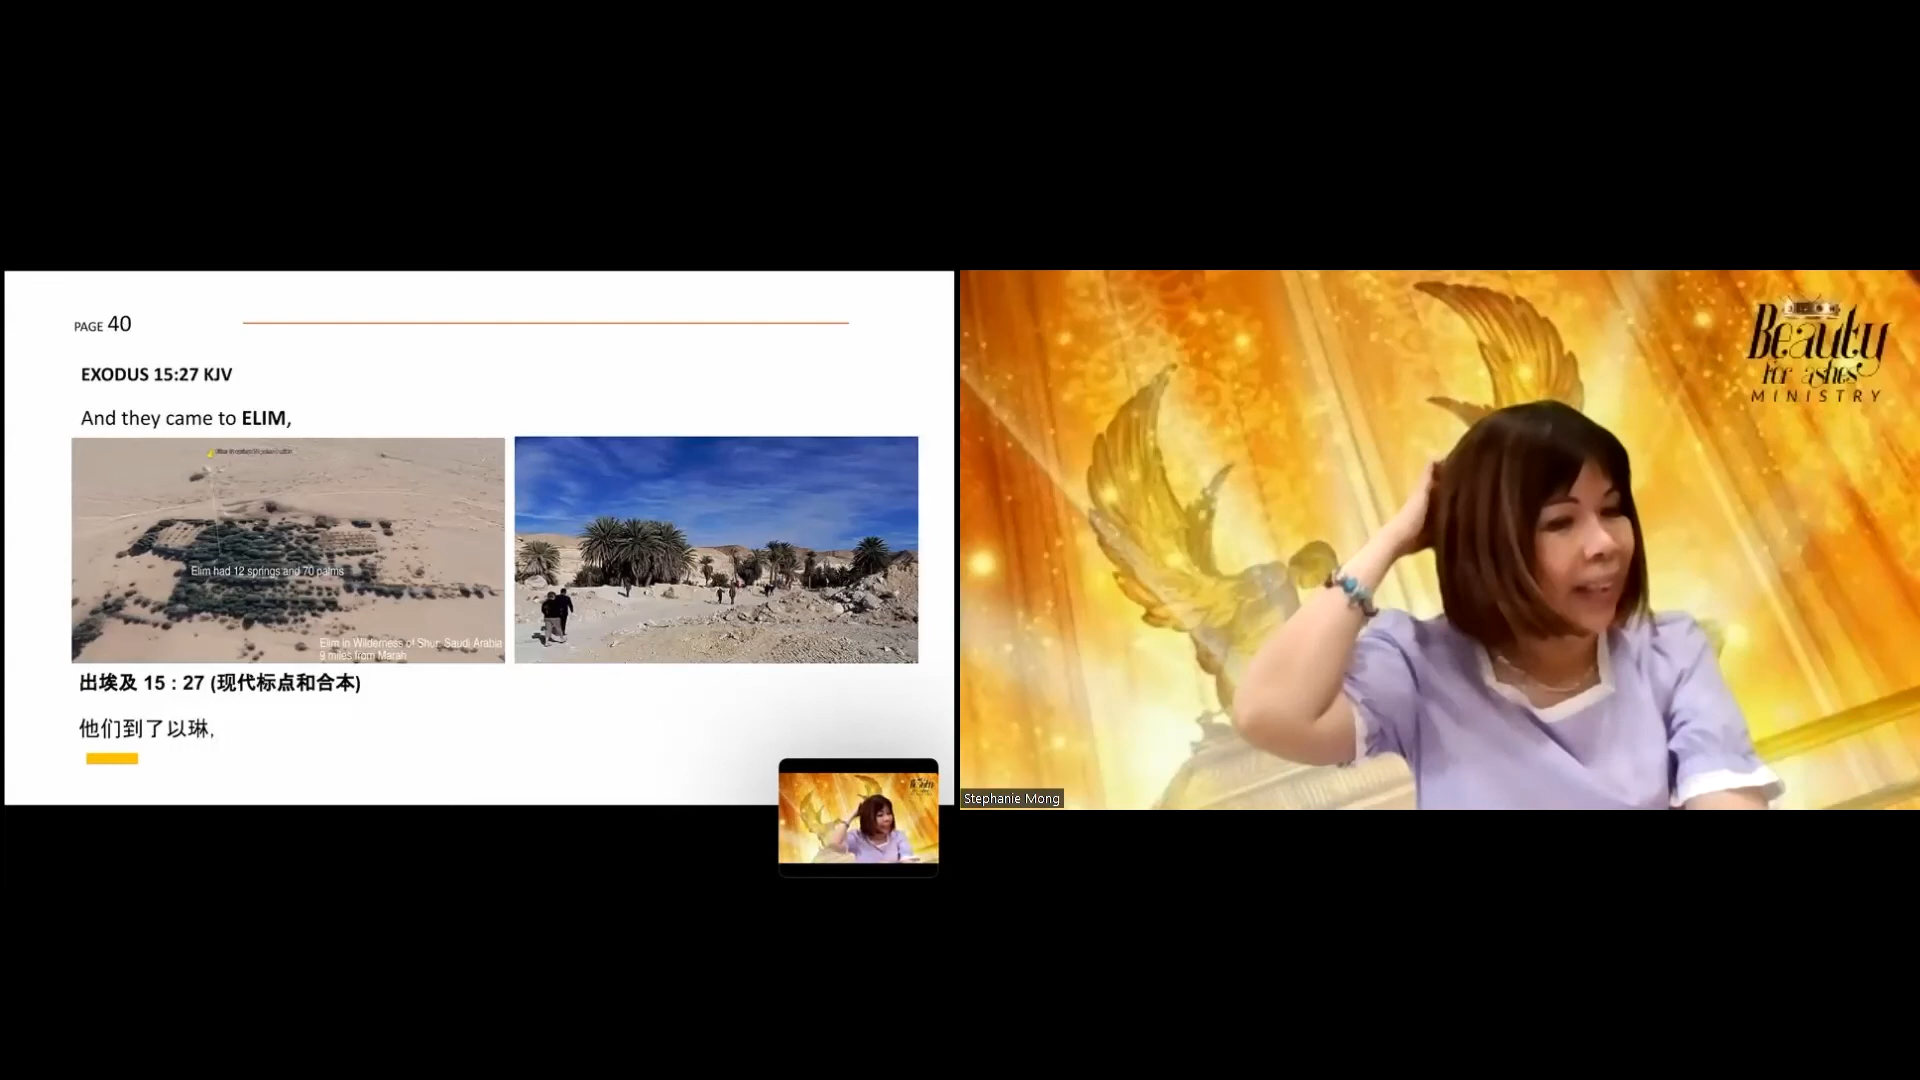 PAGE 40
EXODUS 15:27 KJV
And they came to ELIM,
Elim had 12 springs and 70 palms
Elim in Wilderness of Shur, Saudi Arabia
9 miles from Marah
出埃及 15 : 27 (现代标点和合本)
他们到了以琳,
Beauty
For ashes
MINISTRY
Stephanie Mong